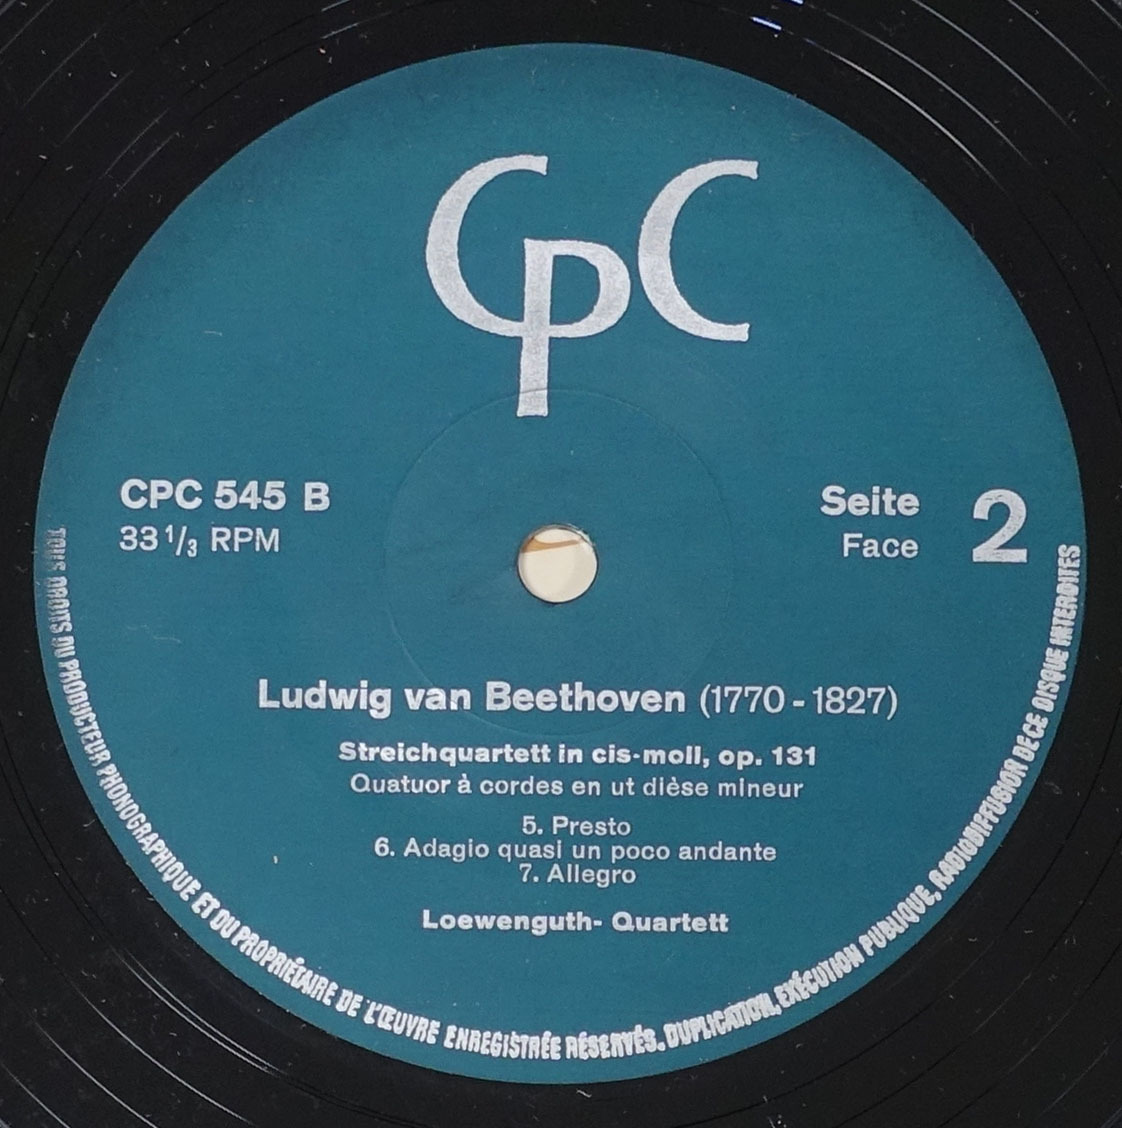 CPC
CPC 545 B
33 1/3 RPM
Seite
Face
2
Ludwig van Beethoven (1770 - 1827)
Streichquartett in cis-moll, op. 131
Quatuor à cordes en ut dièse mineur
5. Presto
6. Adagio quasi un poco andante
7. Allegro
Loewenguth- Quartett
TOUS DROITS DU PRODUCTEUR PHONOGRAPHIQUE ET DU PROPRIÉTAIRE DE L'ŒUVRE ENREGISTRÉE RÉSERVÉS. DUPLICATION, EXÉCUTION PUBLIQUE, RADIODIFFUSION DE CE DISQUE INTERDITES